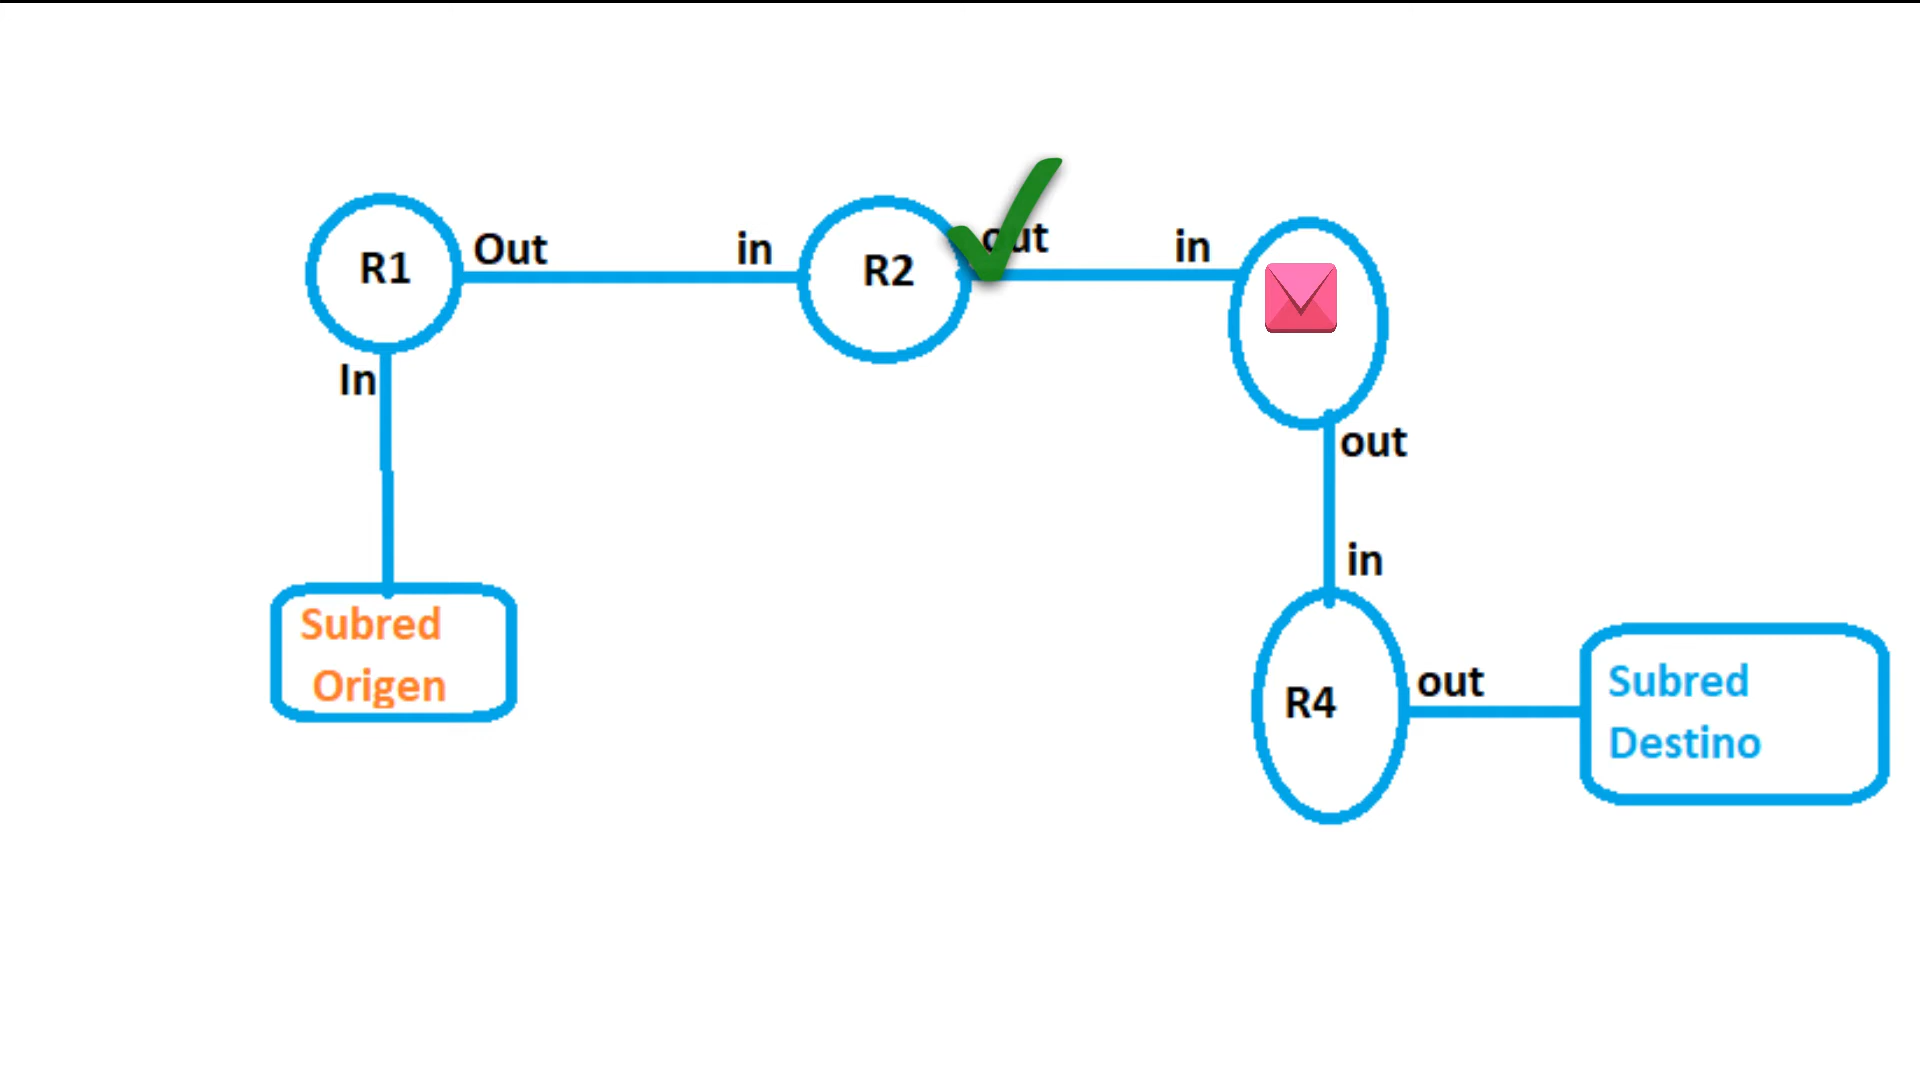 R1
Out
in
R2
out
in
In
out
in
Subred
Origen
R4
out
Subred
Destino